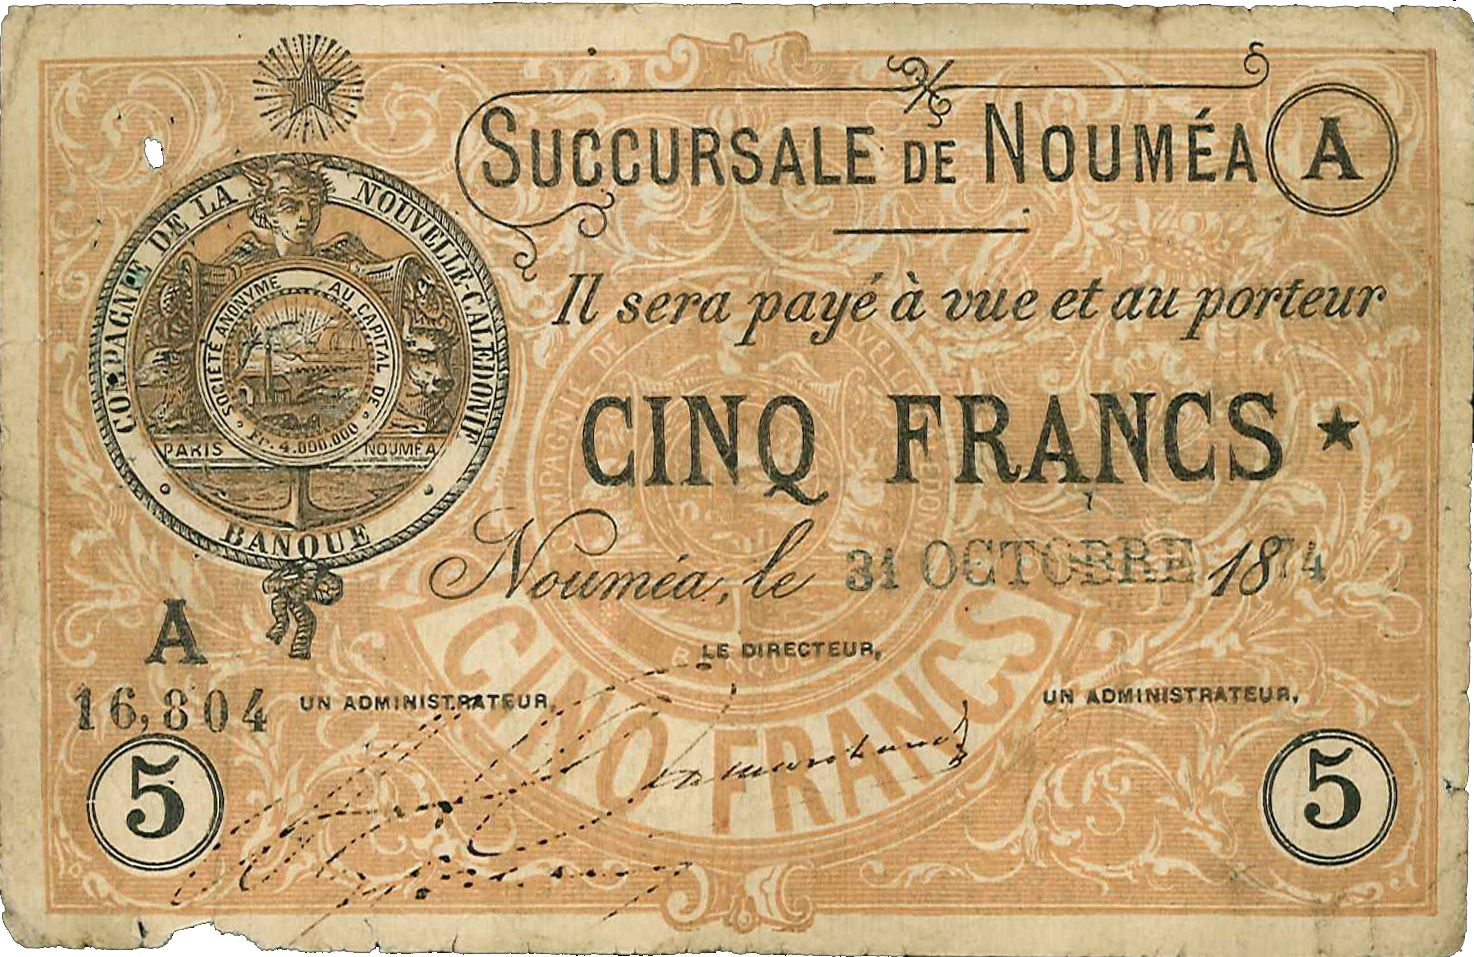 SUCCURSALE DE NOUMÉA A
COMPAGNIE DE LA NOUVELLE-CALÉDONIE
SOCIÉTÉ ANONYME AU CAPITAL DE
Fr. 4.000.000
PARIS NOUMÉA
BANQUE
Il sera payé à vue et au porteur
CINQ FRANCS ★
Nouméa, le 31 OCTOBRE 1874
A
16,804
LE DIRECTEUR,
UN ADMINISTRATEUR,
UN ADMINISTRATEUR,
CINQ FRANCS
5
5